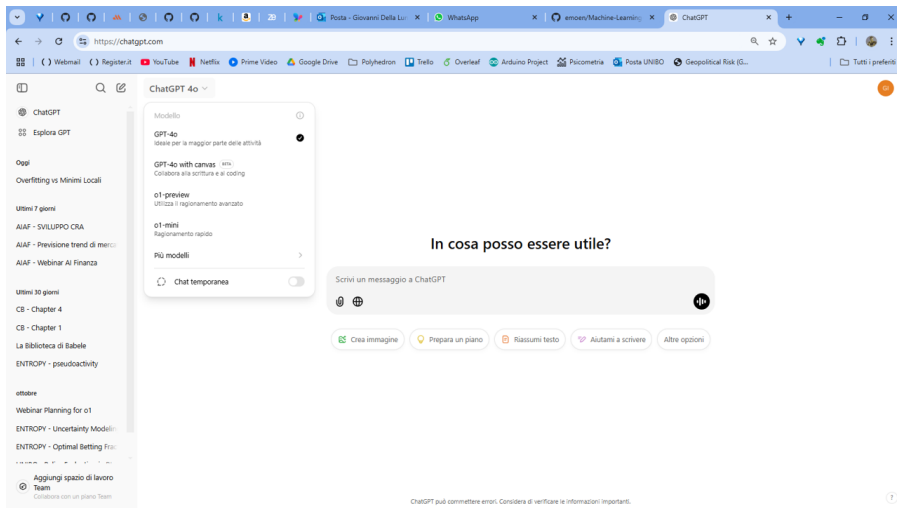 Posta - Giovanni Della Lun
WhatsApp
emoen/Machine-Learning
ChatGPT
https://chatgpt.com
Webmail
Register.it
YouTube
Netflix
Prime Video
Google Drive
Polyhedron
Trello
Overleaf
Arduino Project
Psicometria
Posta UNIBO
Geopolitical Risk (G...
Tutti i preferiti
ChatGPT 4o
GI
ChatGPT
Esplora GPT
Oggi
Overfitting vs Minimi Locali
Ultimi 7 giorni
AIAF - SVILUPPO CRA
AIAF - Previsione trend di merca
AIAF - Webinar AI Finanza
Ultimi 30 giorni
CB - Chapter 4
CB - Chapter 1
La Biblioteca di Babele
ENTROPY - pseudoactivity
ottobre
Webinar Planning for o1
ENTROPY - Uncertainty Modelin
ENTROPY - Optimal Betting Frac
Aggiungi spazio di lavoro
Team
Collabora con un piano Team
Modello
GPT-4o
Ideale per la maggior parte delle attività
GPT-4o with canvas BETA
Collabora alla scrittura e al coding
o1-preview
Utilizza il ragionamento avanzato
o1-mini
Ragionamento rapido
Più modelli
Chat temporanea
In cosa posso essere utile?
Scrivi un messaggio a ChatGPT
Crea immagine
Prepara un piano
Riassumi testo
Aiutami a scrivere
Altre opzioni
ChatGPT può commettere errori. Considera di verificare le informazioni importanti.
?